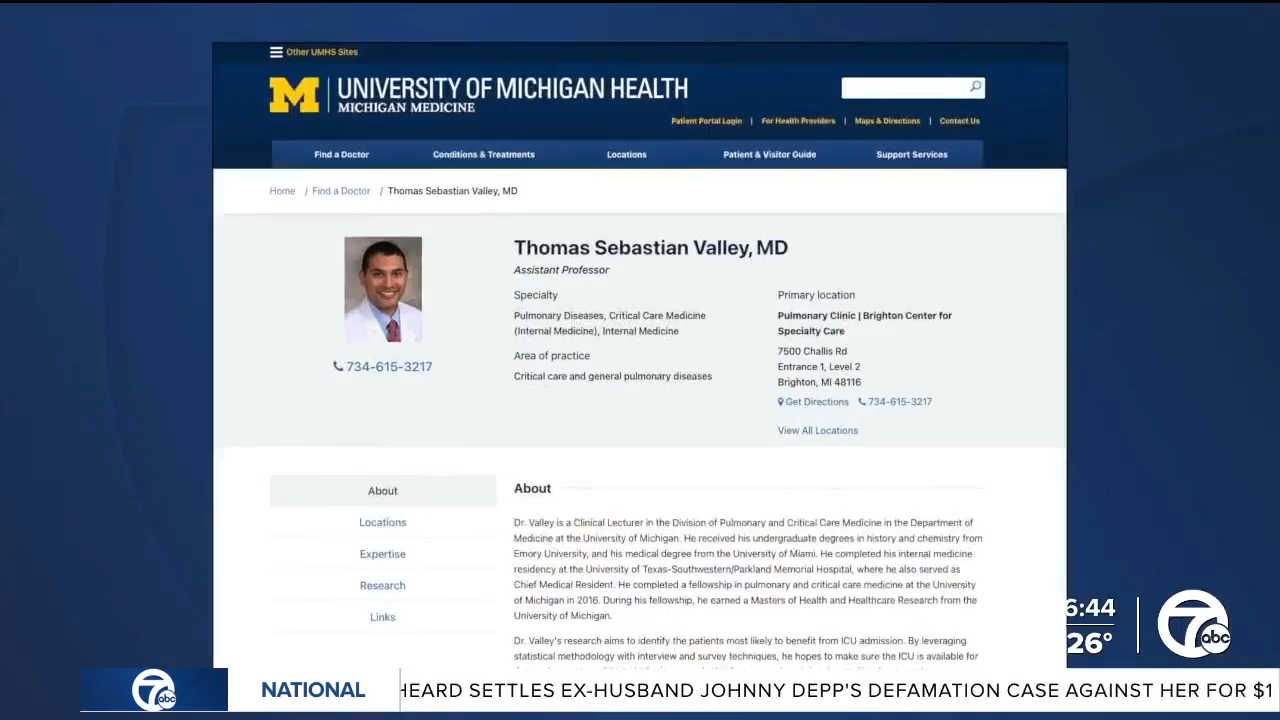 Other UMHS Sites
M UNIVERSITY OF MICHIGAN HEALTH
MICHIGAN MEDICINE
Patient Portal Login | For Health Providers | Maps & Directions | Contact Us
Find a Doctor Conditions & Treatments Locations Patient & Visitor Guide Support Services
Home / Find a Doctor / Thomas Sebastian Valley, MD
Thomas Sebastian Valley, MD
Assistant Professor
Specialty
Pulmonary Diseases, Critical Care Medicine
(Internal Medicine), Internal Medicine
Area of practice
Critical care and general pulmonary diseases
Primary location
Pulmonary Clinic | Brighton Center for
Specialty Care
7500 Challis Rd
Entrance 1, Level 2
Brighton, MI 48116
Get Directions 734-615-3217
View All Locations
734-615-3217
About
Locations
Expertise
Research
Links
About
Dr. Valley is a Clinical Lecturer in the Division of Pulmonary and Critical Care Medicine in the Department of
Medicine at the University of Michigan. He received his undergraduate degrees in history and chemistry from
Emory University, and his medical degree from the University of Miami. He completed his internal medicine
residency at the University of Texas-Southwestern/Parkland Memorial Hospital, where he also served as
Chief Medical Resident. He completed a fellowship in pulmonary and critical care medicine at the University
of Michigan in 2016. During his fellowship, he earned a Masters of Health and Healthcare Research from the
University of Michigan.
Dr. Valley's research aims to identify the patients most likely to benefit from ICU admission. By leveraging
statistical methodology with interview and survey techniques, he hopes to make sure the ICU is available for
6:44
26°
7 abc
7 abc
NATIONAL
HEARD SETTLES EX-HUSBAND JOHNNY DEPP'S DEFAMATION CASE AGAINST HER FOR $1